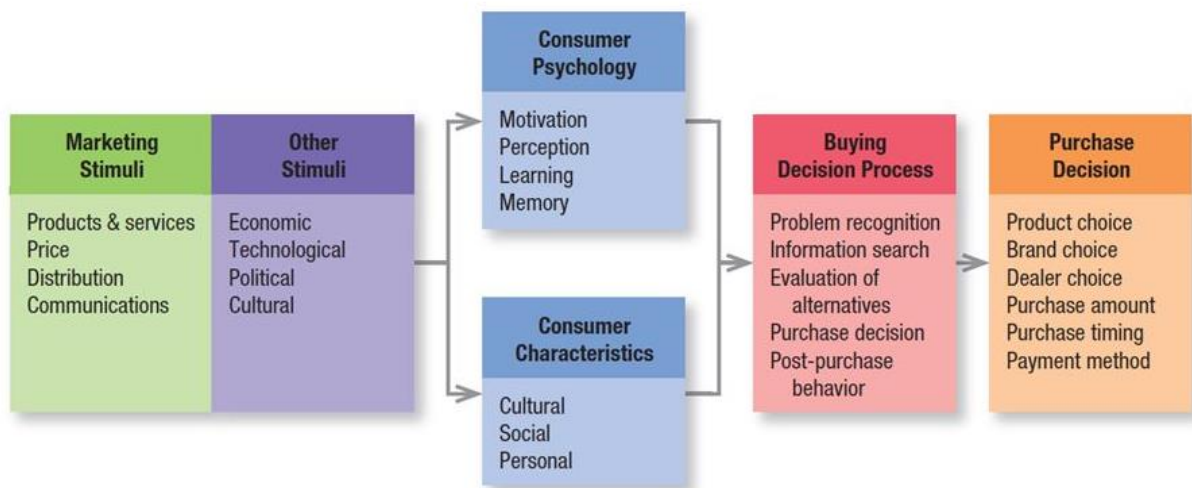 Marketing
Stimuli
Products & services
Price
Distribution
Communications
Other
Stimuli
Economic
Technological
Political
Cultural
Consumer
Psychology
Motivation
Perception
Learning
Memory
Consumer
Characteristics
Cultural
Social
Personal
Buying
Decision Process
Problem recognition
Information search
Evaluation of
alternatives
Purchase decision
Post-purchase
behavior
Purchase
Decision
Product choice
Brand choice
Dealer choice
Purchase amount
Purchase timing
Payment method